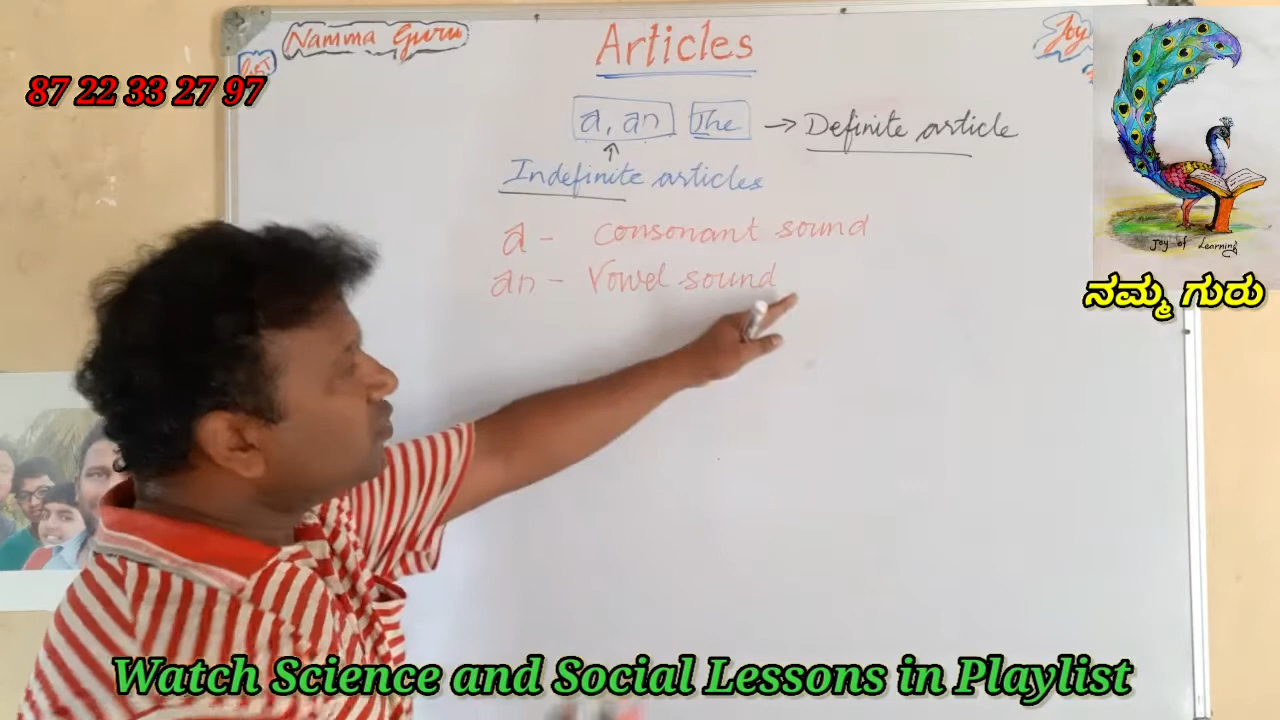 Namma Guru
Articles
Joy
87 22 33 27 97
a, an The → Definite article
Indefinite articles
a - consonant sound
an - Vowel sound
Joy of Learning
ನಮ್ಮ ಗುರು
Watch Science and Social Lessons in Playlist